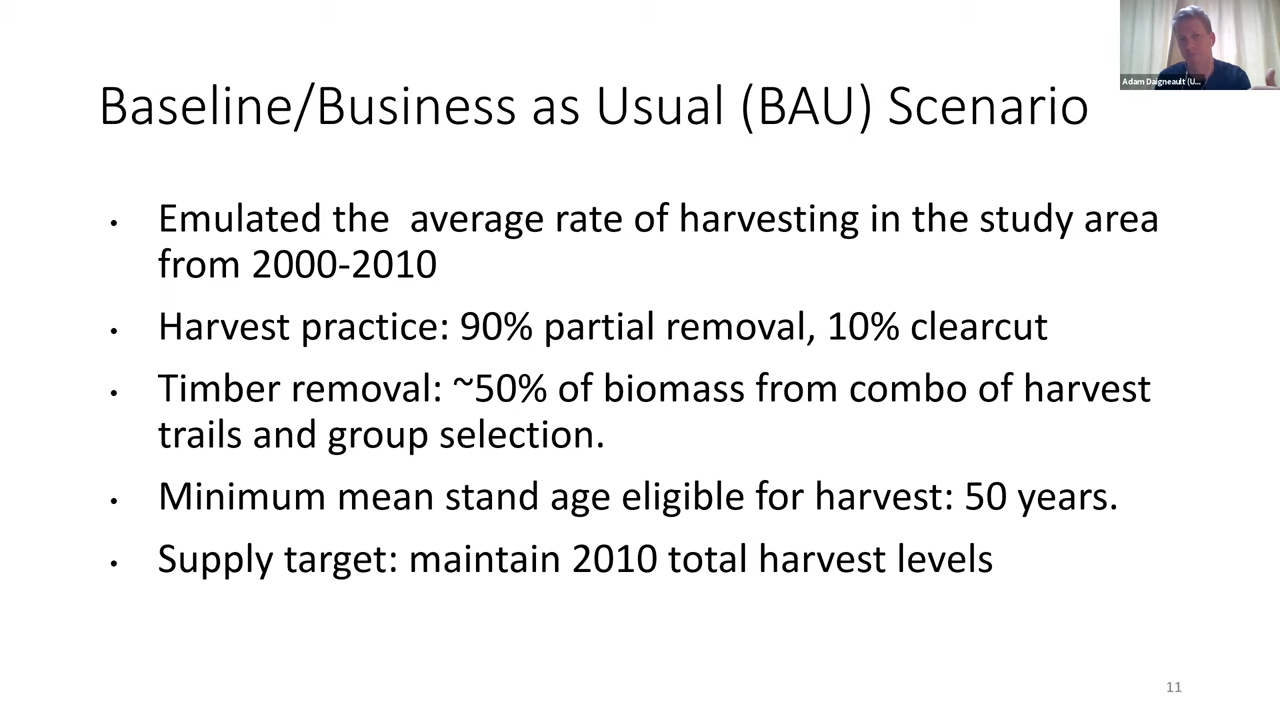 Adam Daigneault (U...
Baseline/Business as Usual (BAU) Scenario
• Emulated the average rate of harvesting in the study area
from 2000-2010
• Harvest practice: 90% partial removal, 10% clearcut
• Timber removal: ~50% of biomass from combo of harvest
trails and group selection.
• Minimum mean stand age eligible for harvest: 50 years.
• Supply target: maintain 2010 total harvest levels
11